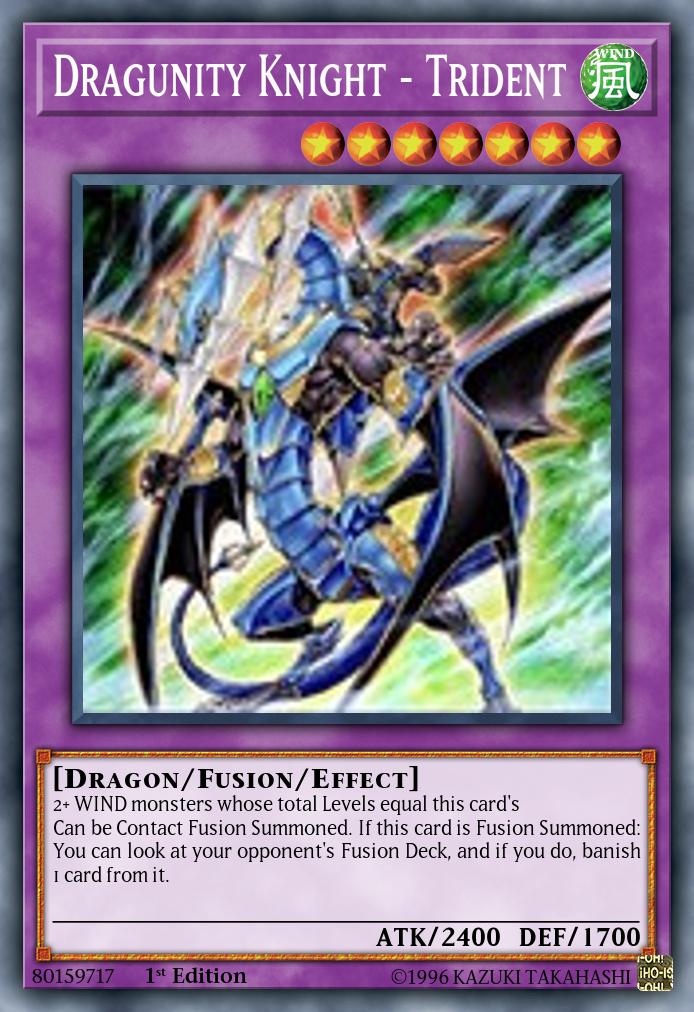 Dragunity Knight - Trident
WIND
風
[Dragon/Fusion/Effect]
2+ WIND monsters whose total Levels equal this card's
Can be Contact Fusion Summoned. If this card is Fusion Summoned:
You can look at your opponent's Fusion Deck, and if you do, banish
1 card from it.
ATK/2400 DEF/1700
80159717 1st Edition ©1996 KAZUKI TAKAHASHI